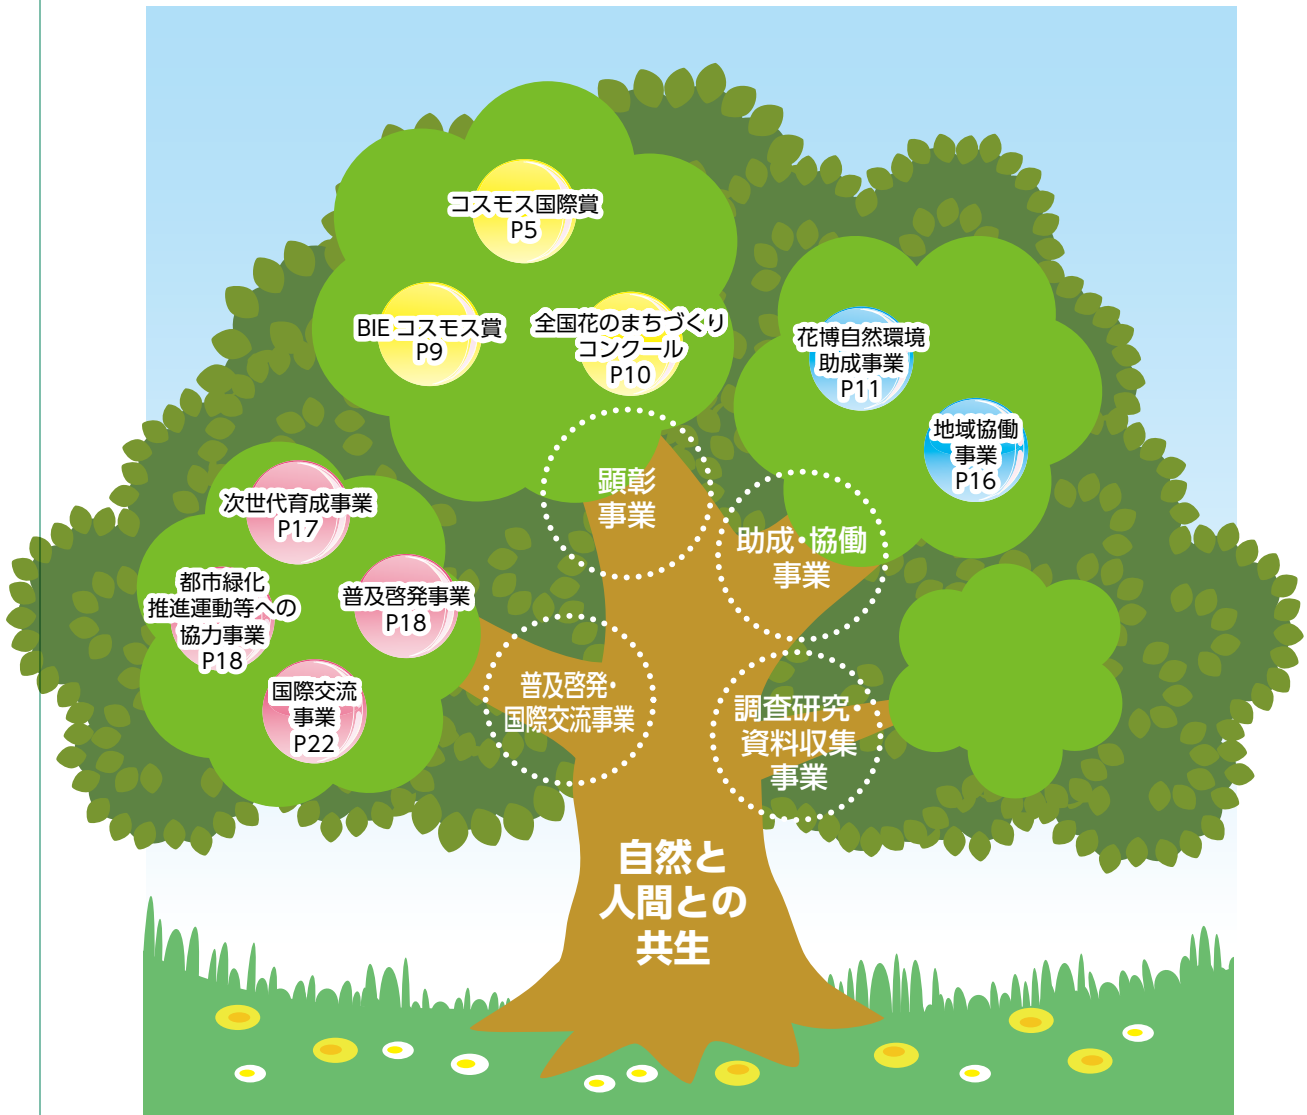 コスモス国際賞
P5
BIE コスモス賞
P9
全国花のまちづくり
コンクール
P10
花博自然環境
助成事業
P11
地域協働
事業
P16
顕彰
事業
助成・協働
事業
次世代育成事業
P17
都市緑化
推進運動等への
協力事業
P18
普及啓発事業
P18
国際交流
事業
P22
普及啓発・
国際交流事業
調査研究・
資料収集
事業
自然と
人間との
共生